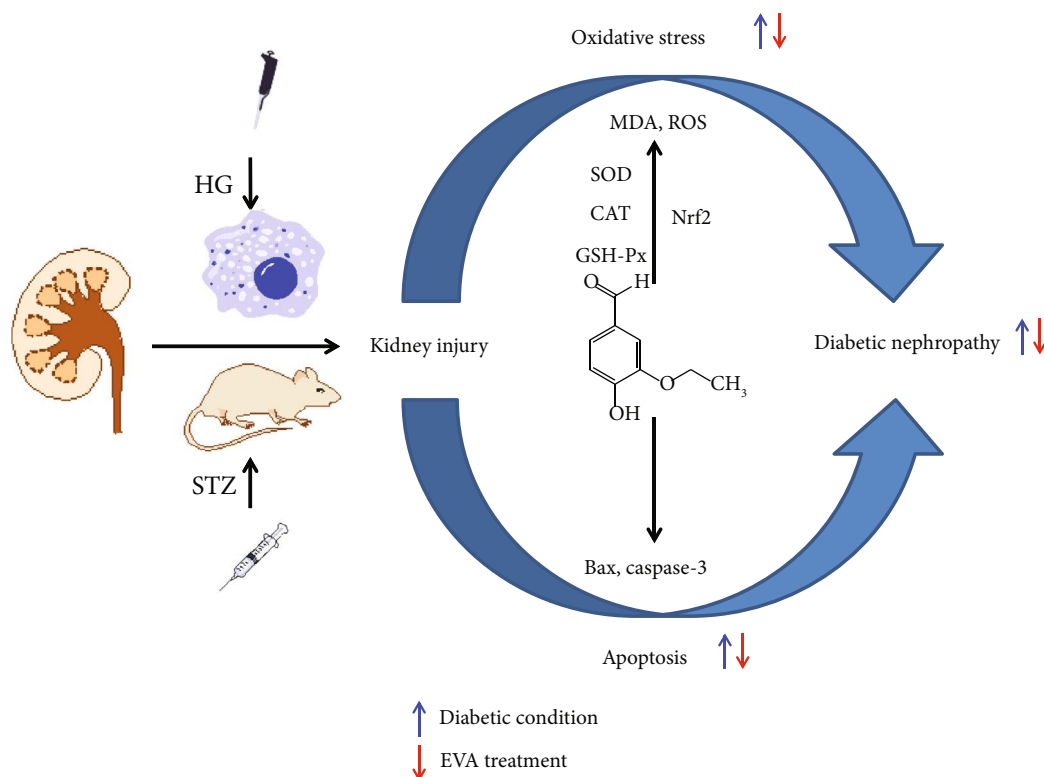 Oxidative stress
MDA, ROS
HG
SOD
CAT
Nrf2
GSH-Px
O
H
Kidney injury
Diabetic nephropathy
O
CH3
OH
STZ
Bax, caspase-3
Apoptosis
Diabetic condition
EVA treatment